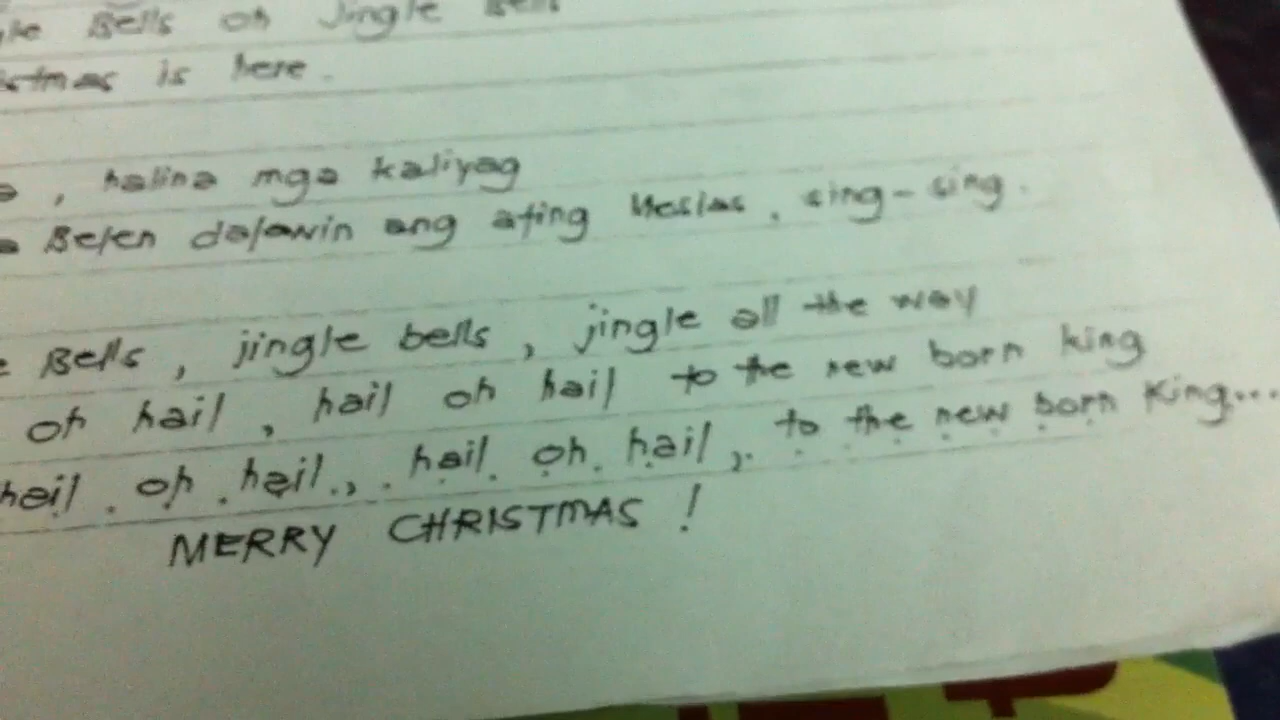 Bells oh Jingle Bell
is here.
, halina mga kaliyag
Belen dalawin ang ating Mesias, sing-sing.
Bells, jingle bells, jingle all the way
oh hail, hail oh hail to the new born king
hail oh hail, hail oh hail, to the new born King...
MERRY CHRISTMAS!